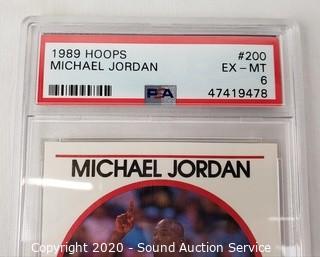 1989 HOOPS #200
MICHAEL JORDAN EX-MT
PSA 6
47419478
MICHAEL JORDAN
Copyright 2020 - Sound Auction Service